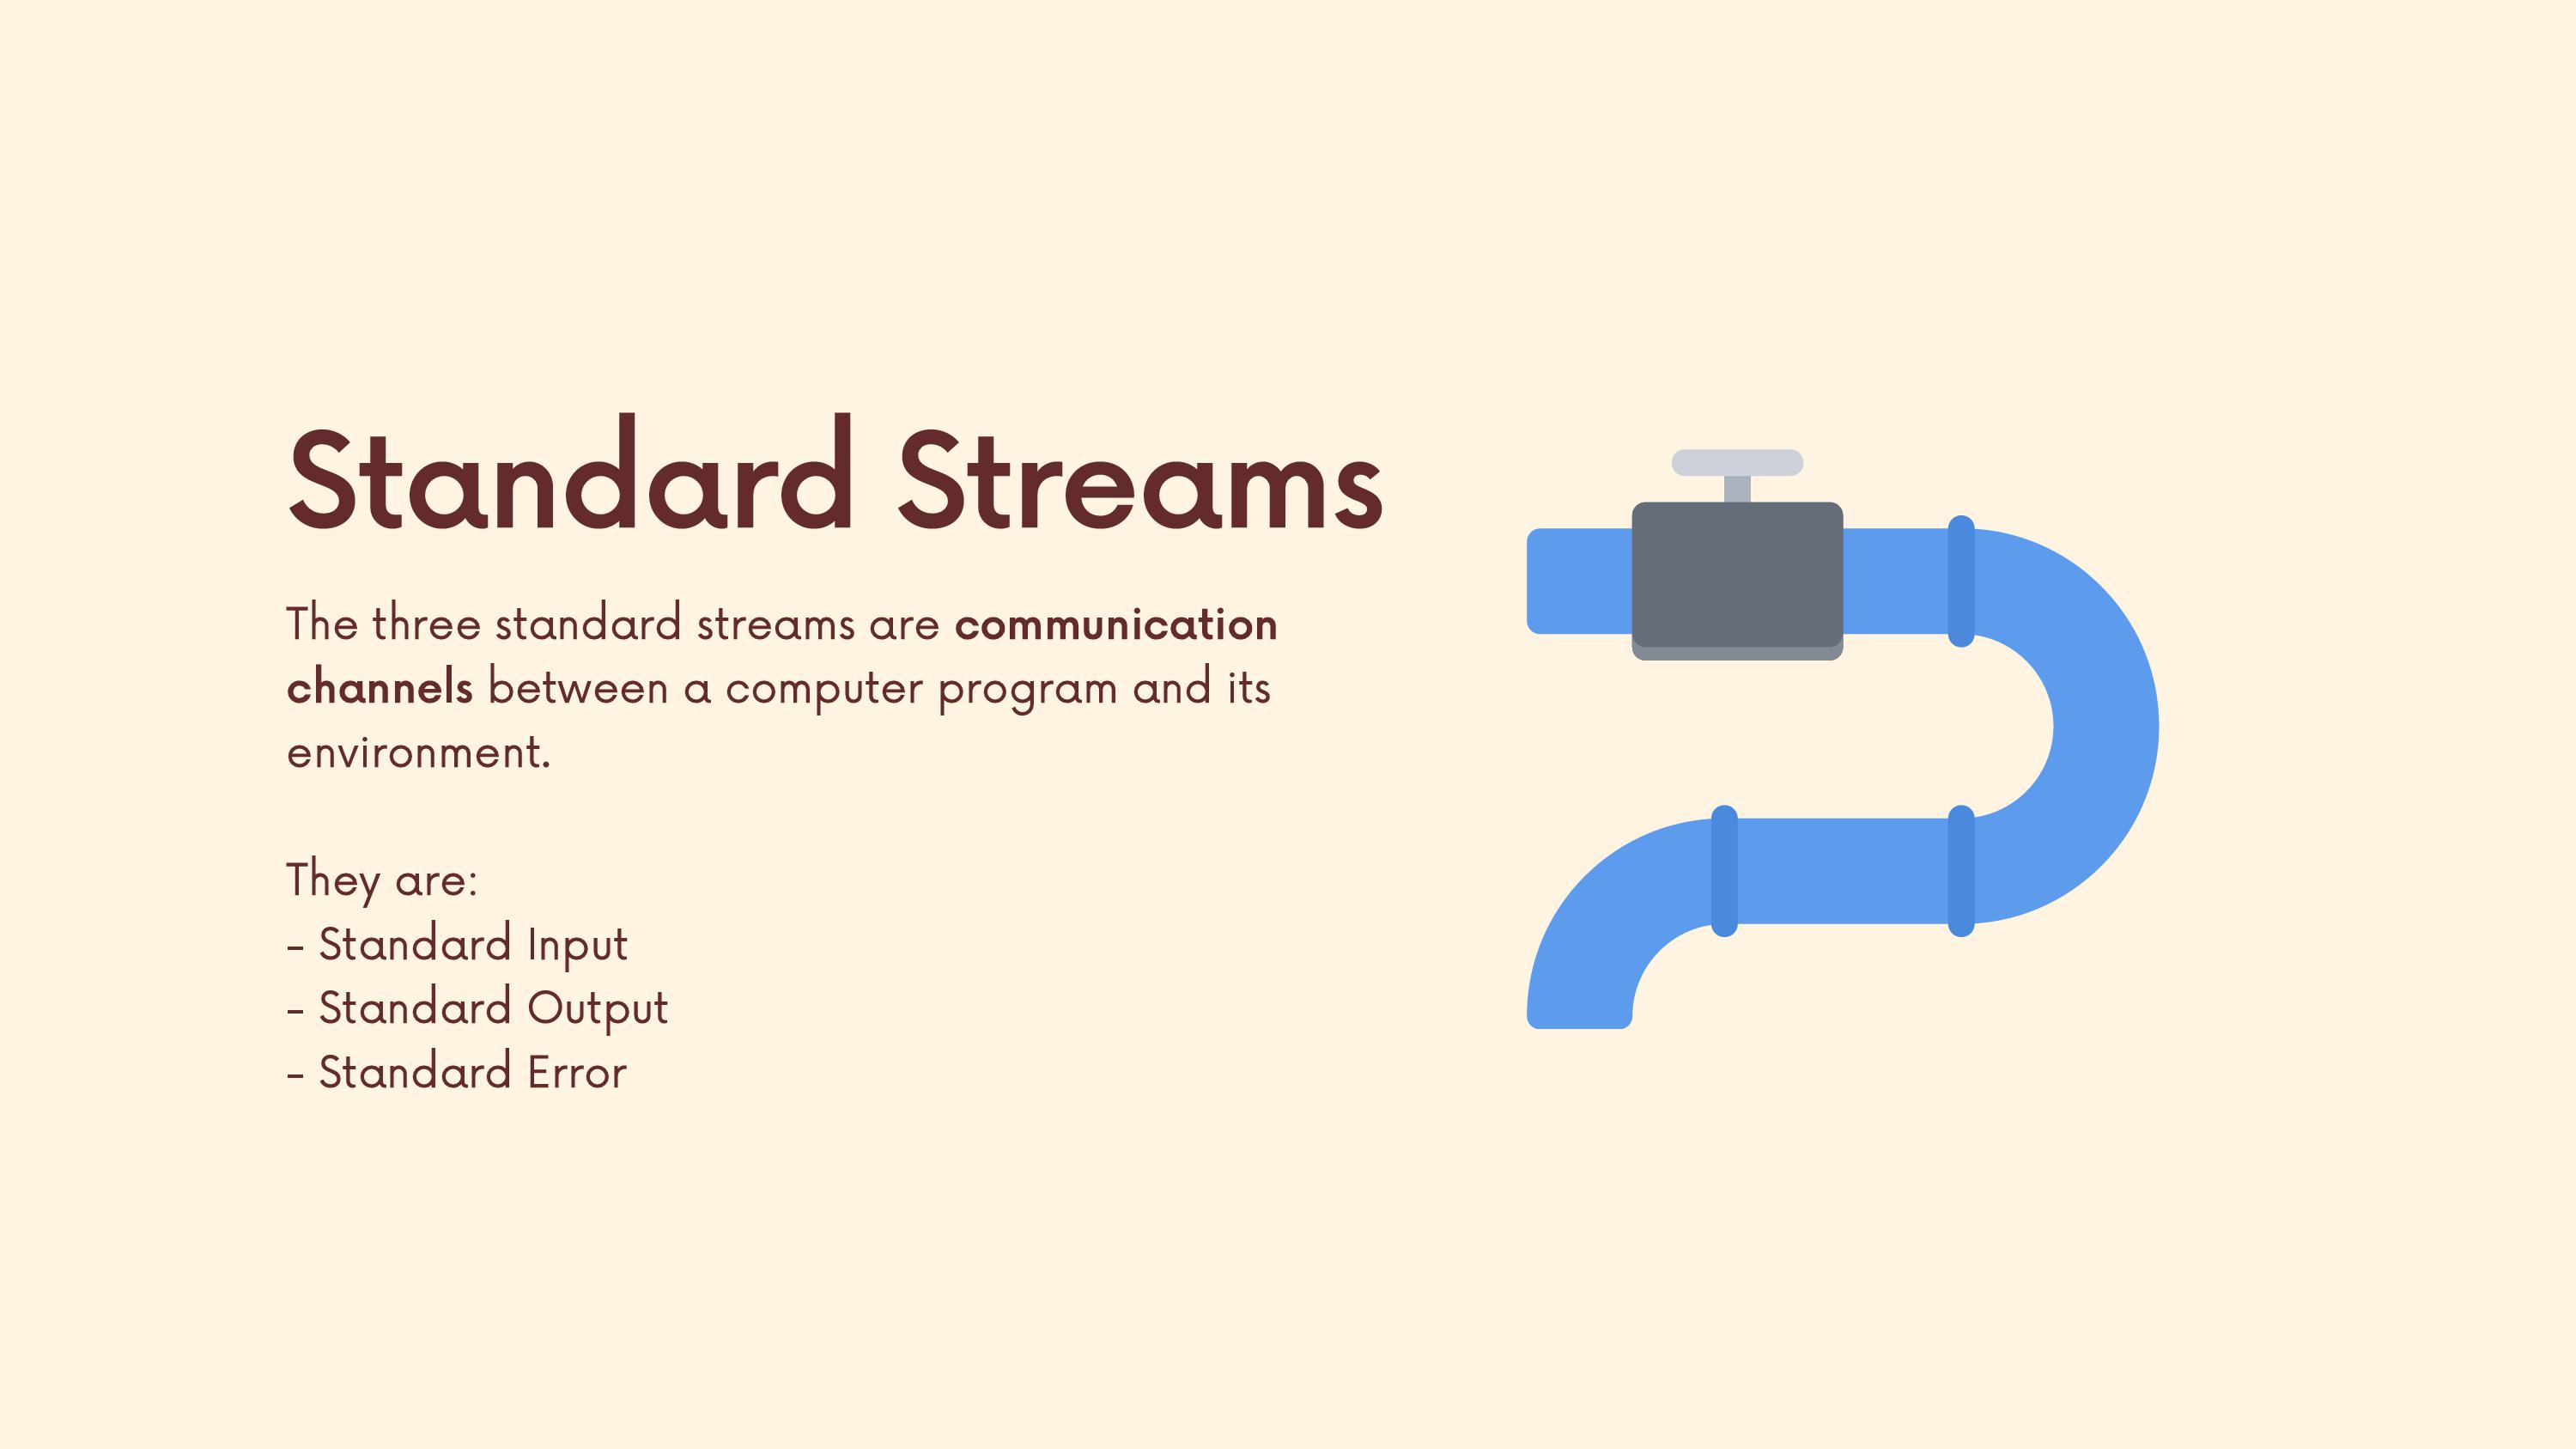 Standard Streams
The three standard streams are communication
channels between a computer program and its
environment.
They are:
- Standard Input
- Standard Output
- Standard Error